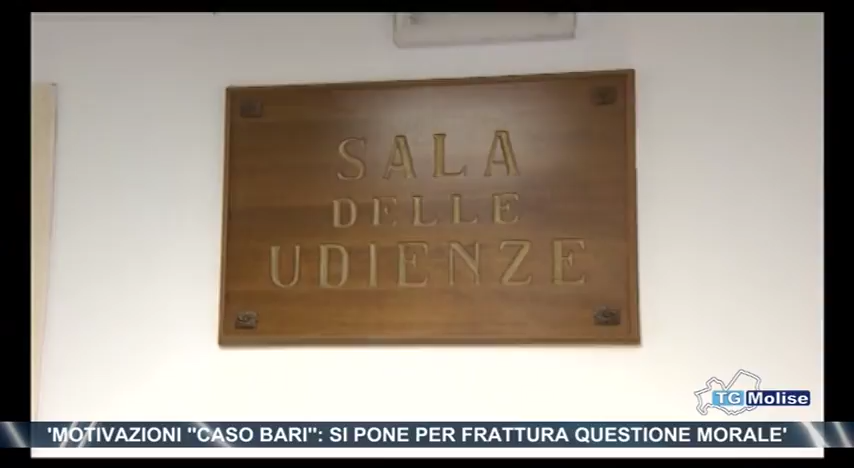 SALA
DELLE
UDIENZE
TG Molise
'MOTIVAZIONI "CASO BARI": SI PONE PER FRATTURA QUESTIONE MORALE'